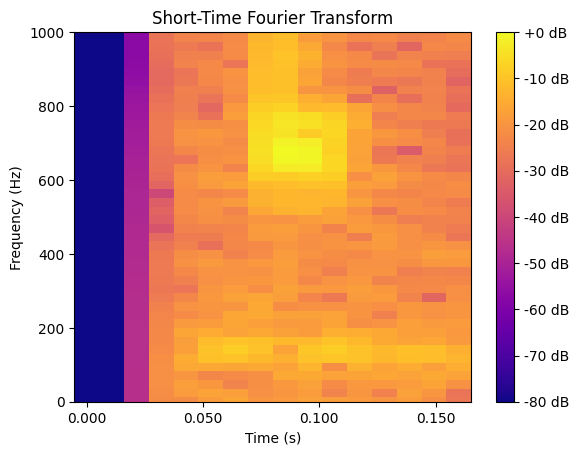 Short-Time Fourier Transform
Frequency (Hz)
1000
800
600
400
200
0
0.000
0.050
0.100
0.150
Time (s)
+0 dB
-10 dB
-20 dB
-30 dB
-40 dB
-50 dB
-60 dB
-70 dB
-80 dB